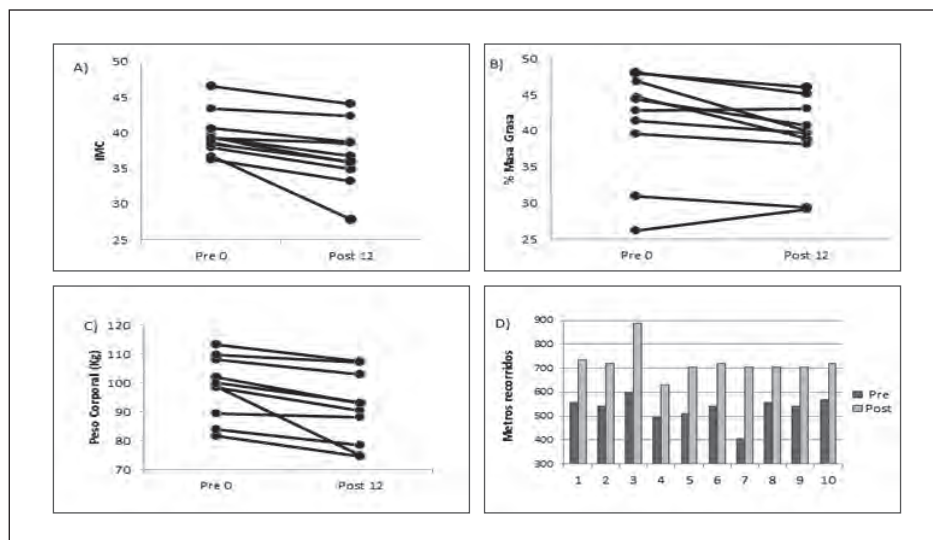 A)
IMC
50
45
40
35
30
25
Pre 0 Post 12
B)
% Masa Grasa
50
45
40
35
30
25
Pre 0 Post 12
C)
Peso Corporal (Kg)
120
110
100
90
80
70
Pre 0 Post 12
D)
Metros recorridos
900
800
700
600
500
400
300
1 2 3 4 5 6 7 8 9 10
Pre
Post